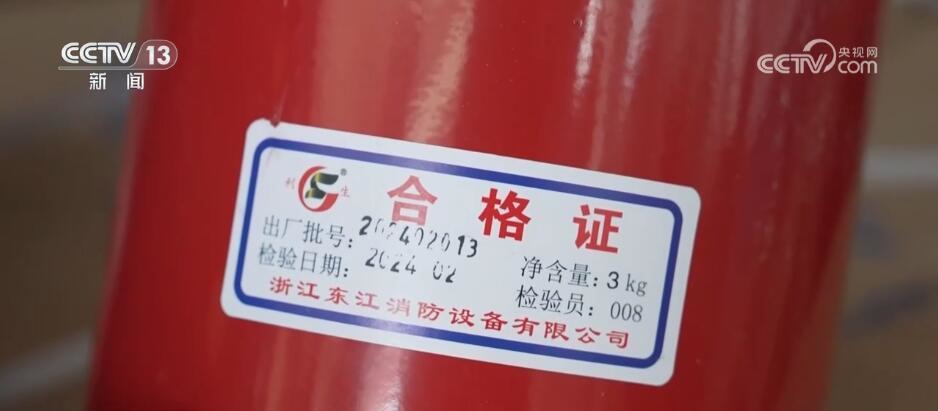 CCTV 13
新闻
CCTV 央视网
com
利 生 ®
合格证
出厂批号: 202402013
净含量: 3 kg
检验日期: 2024 02
检验员: 008
浙江东江消防设备有限公司